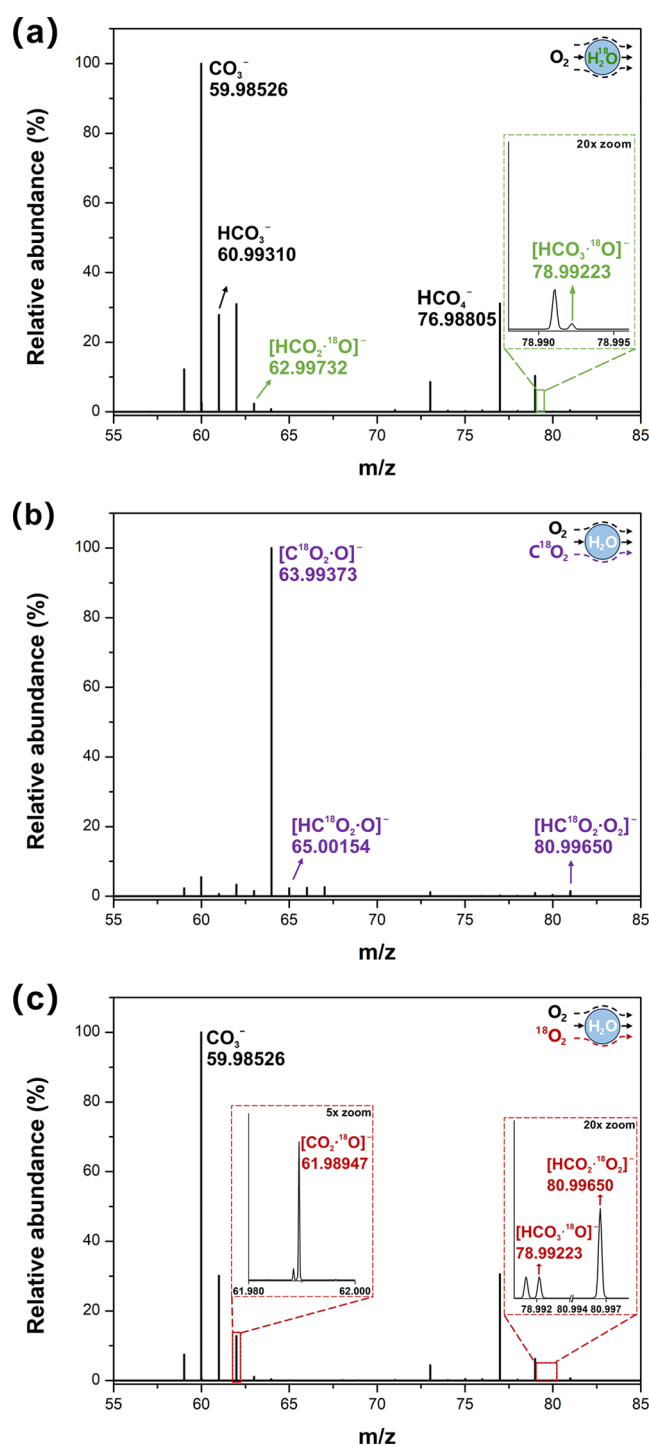 (a)
O₂
H₂¹⁸O
CO₃⁻
59.98526
20x zoom
HCO₃⁻
60.99310
[HCO₃·¹⁸O]⁻
78.99223
HCO₄⁻
76.98805
[HCO₂·¹⁸O]⁻
62.99732
78.990 78.995
Relative abundance (%)
100
80
60
40
20
0
55 60 65 70 75 80 85
m/z
(b)
O₂
H₂O
C¹⁸O₂
[C¹⁸O₂·O]⁻
63.99373
[HC¹⁸O₂·O]⁻
65.00154
[HC¹⁸O₂·O₂]⁻
80.99650
Relative abundance (%)
100
80
60
40
20
0
55 60 65 70 75 80 85
m/z
(c)
O₂
H₂O
¹⁸O₂
CO₃⁻
59.98526
5x zoom
[CO₂·¹⁸O]⁻
61.98947
61.980 62.000
20x zoom
[HCO₂·¹⁸O₂]⁻
80.99650
[HCO₃·¹⁸O]⁻
78.99223
78.992 80.994 80.997
Relative abundance (%)
100
80
60
40
20
0
55 60 65 70 75 80 85
m/z